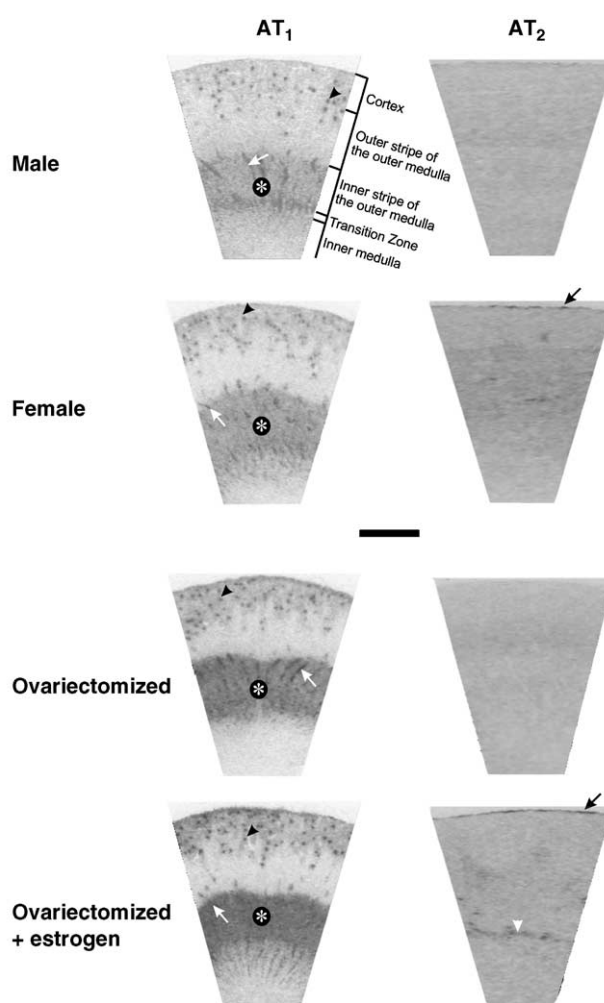 AT₁ AT₂
Male
Cortex
Outer stripe of
the outer medulla
Inner stripe of
the outer medulla
Transition Zone
Inner medulla
*
Female
*
Ovariectomized
*
Ovariectomized
+ estrogen
*